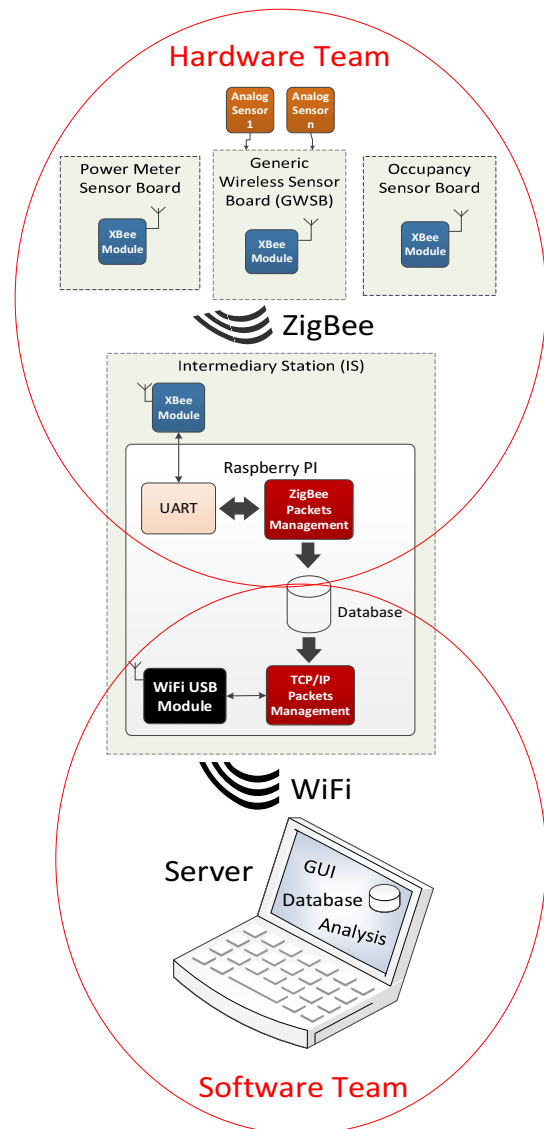 Hardware Team
Analog
Sensor
1
Analog
Sensor
n
Power Meter
Sensor Board
XBee
Module
Generic
Wireless Sensor
Board (GWSB)
XBee
Module
Occupancy
Sensor Board
XBee
Module
ZigBee
Intermediary Station (IS)
XBee
Module
Raspberry PI
UART
ZigBee
Packets
Management
Database
WiFi USB
Module
TCP/IP
Packets
Management
WiFi
Server
GUI
Database
Analysis
Software Team